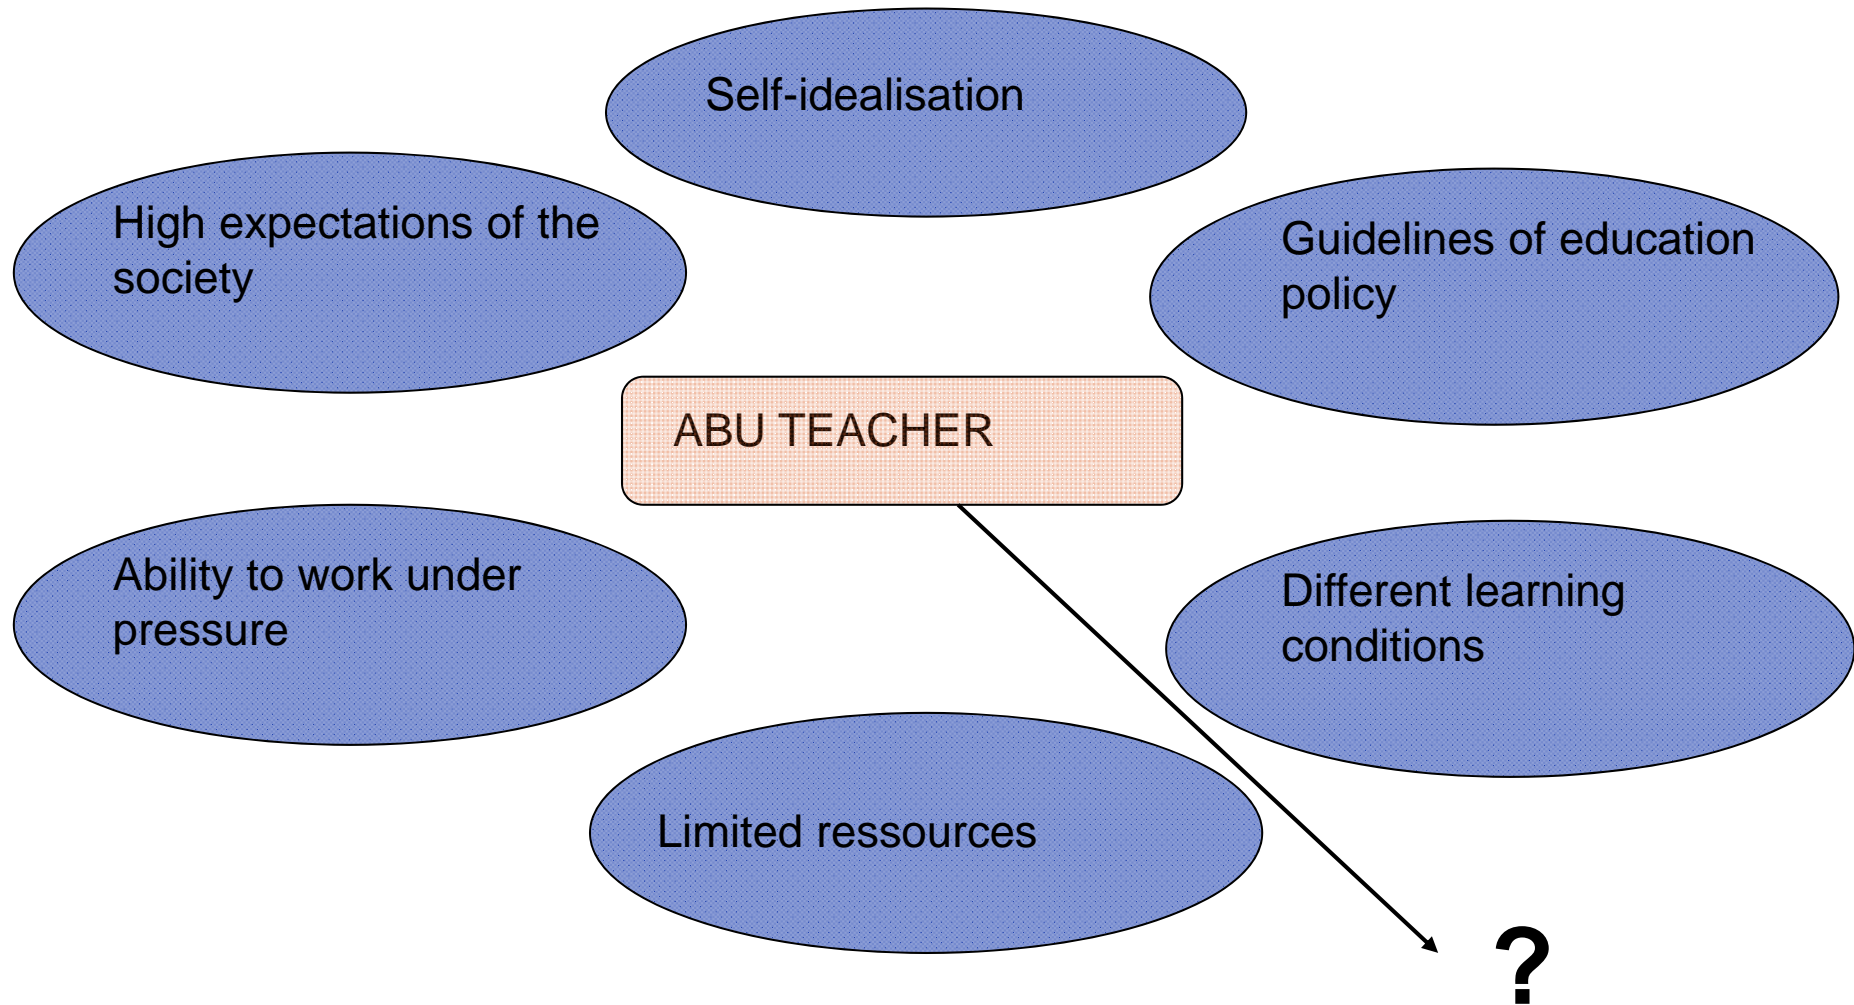 Self-idealisation
High expectations of the
society
Guidelines of education
policy
ABU TEACHER
Ability to work under
pressure
Different learning
conditions
Limited ressources
?